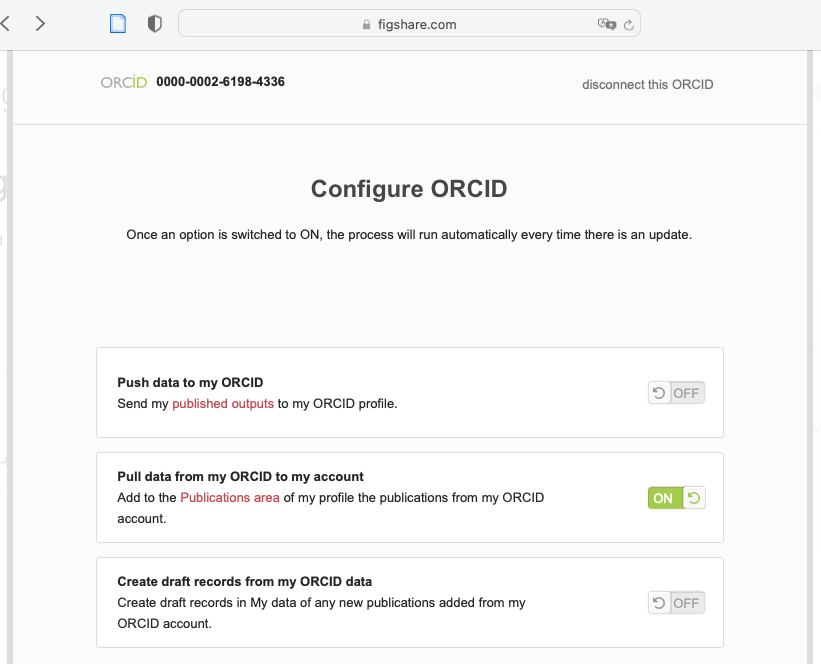 figshare.com
ORCID 0000-0002-6198-4336
disconnect this ORCID
Configure ORCID
Once an option is switched to ON, the process will run automatically every time there is an update.
Push data to my ORCID
Send my published outputs to my ORCID profile.
OFF
Pull data from my ORCID to my account
Add to the Publications area of my profile the publications from my ORCID
account.
ON
Create draft records from my ORCID data
Create draft records in My data of any new publications added from my
ORCID account.
OFF